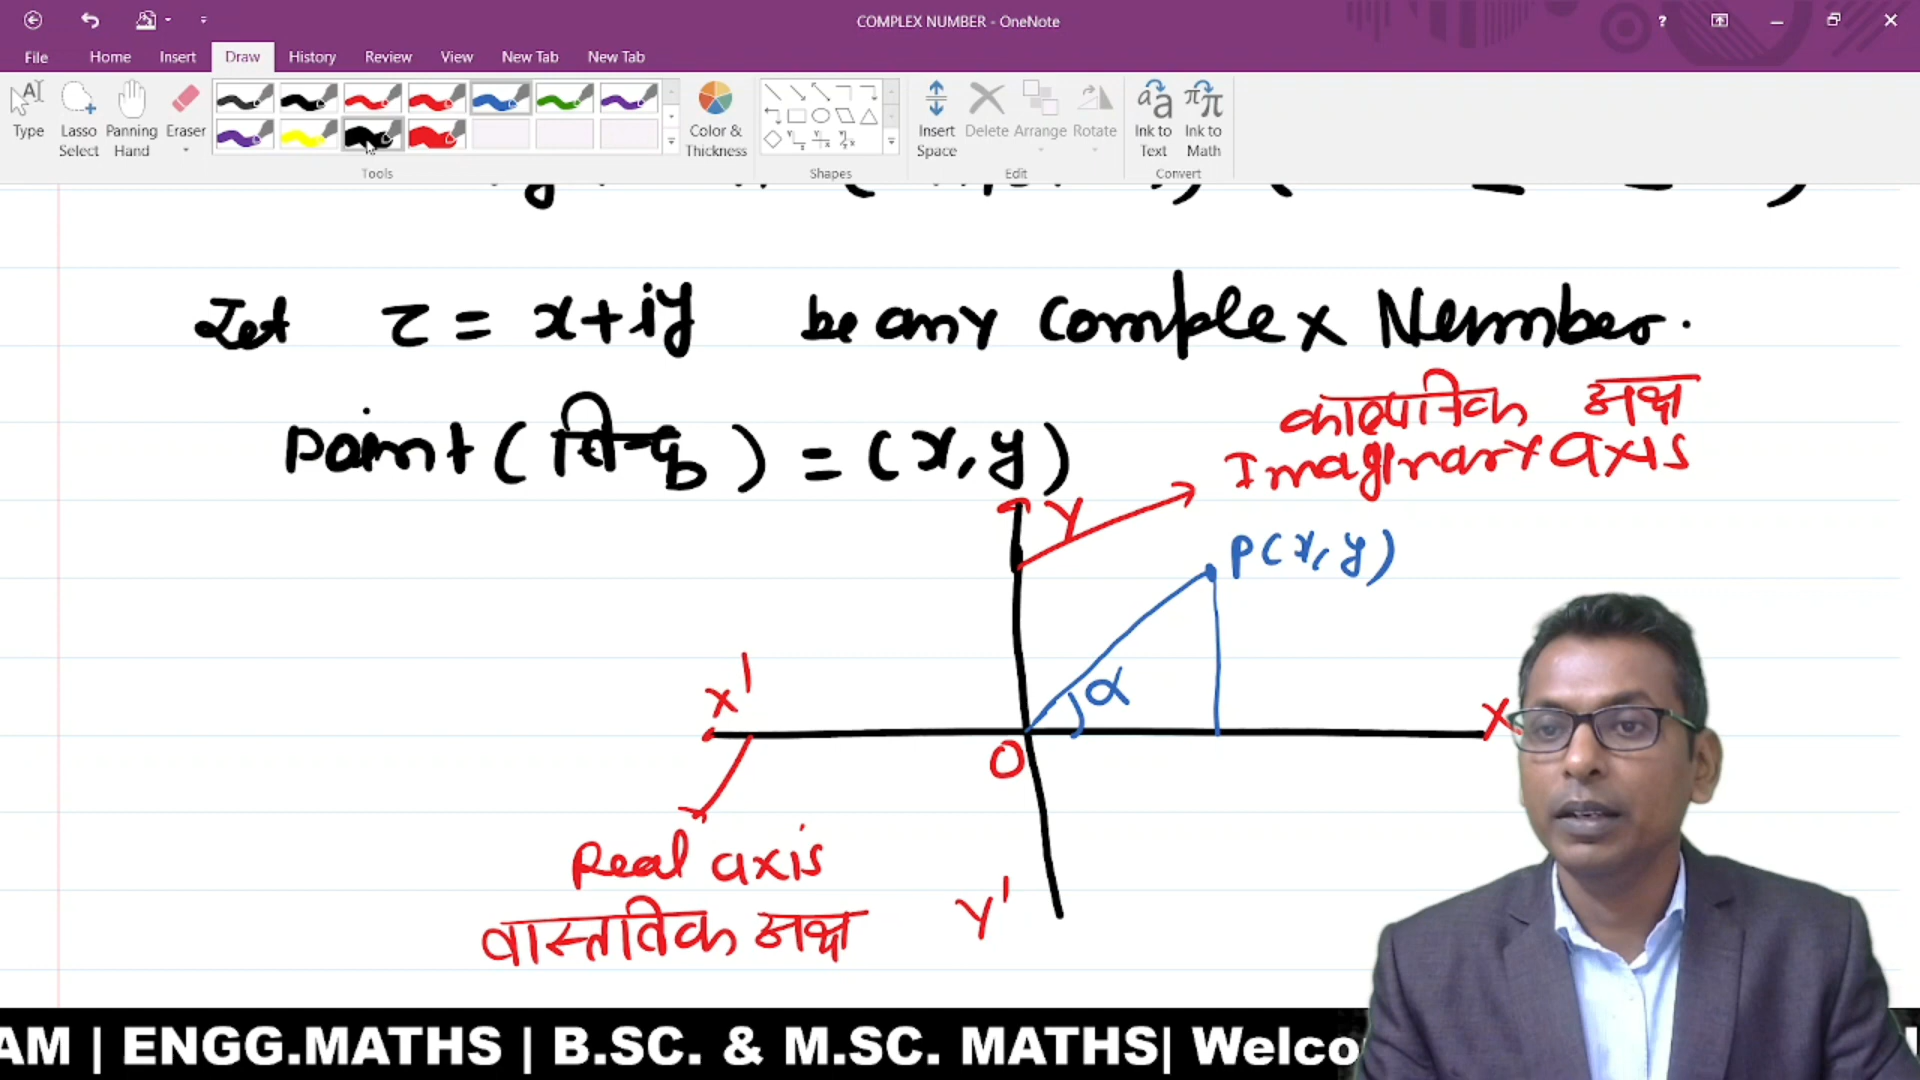 COMPLEX NUMBER - OneNote
?
File Home Insert Draw History Review View New Tab New Tab
Type Lasso Select Panning Hand Eraser Color & Thickness Insert Space Delete Arrange Rotate Ink to Text Ink to Math
Tools Shapes Edit Convert
Let z = x+iy be any Complex Number.
Point (बिन्दु) = (x, y)
काल्पनिक अक्ष
Imaginary axis
Y
P(x, y)
α
X'
X
O
Real axis
वास्तविक अक्ष
Y'
AM | ENGG.MATHS | B.SC. & M.SC. MATHS| Welco